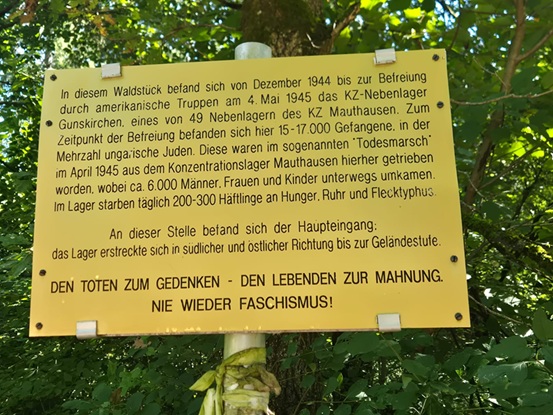 In diesem Waldstück befand sich von Dezember 1944 bis zur Befreiung
durch amerikanische Truppen am 4. Mai 1945 das KZ-Nebenlager
Gunskirchen, eines von 49 Nebenlagern des KZ Mauthausen. Zum
Zeitpunkt der Befreiung befanden sich hier 15-17.000 Gefangene, in der
Mehrzahl ungarische Juden. Diese waren im sogenannten "Todesmarsch"
im April 1945 aus dem Konzentrationslager Mauthausen hierher getrieben
worden, wobei ca. 6.000 Männer, Frauen und Kinder unterwegs umkamen.
Im Lager starben täglich 200-300 Häftlinge an Hunger, Ruhr und Flecktyphus.
An dieser Stelle befand sich der Haupteingang;
das Lager erstreckte sich in südlicher und östlicher Richtung bis zur Geländestufe.
DEN TOTEN ZUM GEDENKEN - DEN LEBENDEN ZUR MAHNUNG.
NIE WIEDER FASCHISMUS!